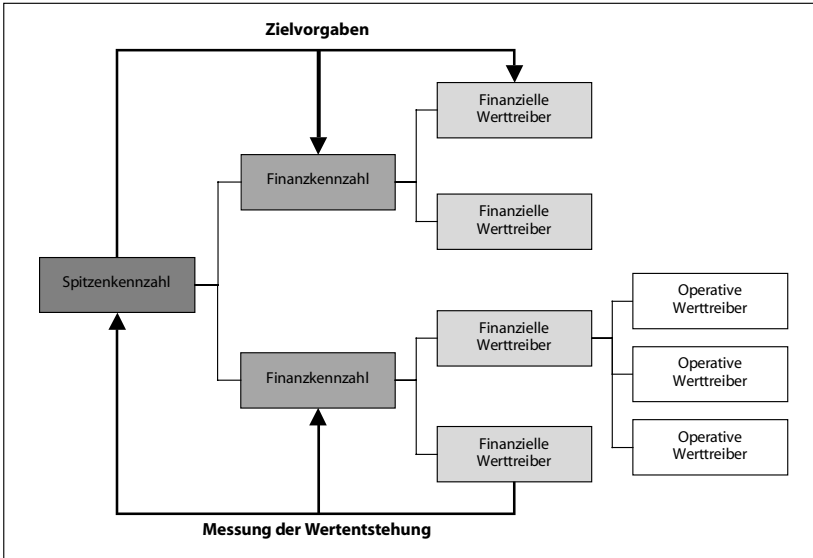 Zielvorgaben
Finanzielle
Werttreiber
Finanzkennzahl
Finanzielle
Werttreiber
Spitzenkennzahl
Operative
Werttreiber
Finanzielle
Werttreiber
Finanzkennzahl
Operative
Werttreiber
Finanzielle
Werttreiber
Operative
Werttreiber
Messung der Wertentstehung